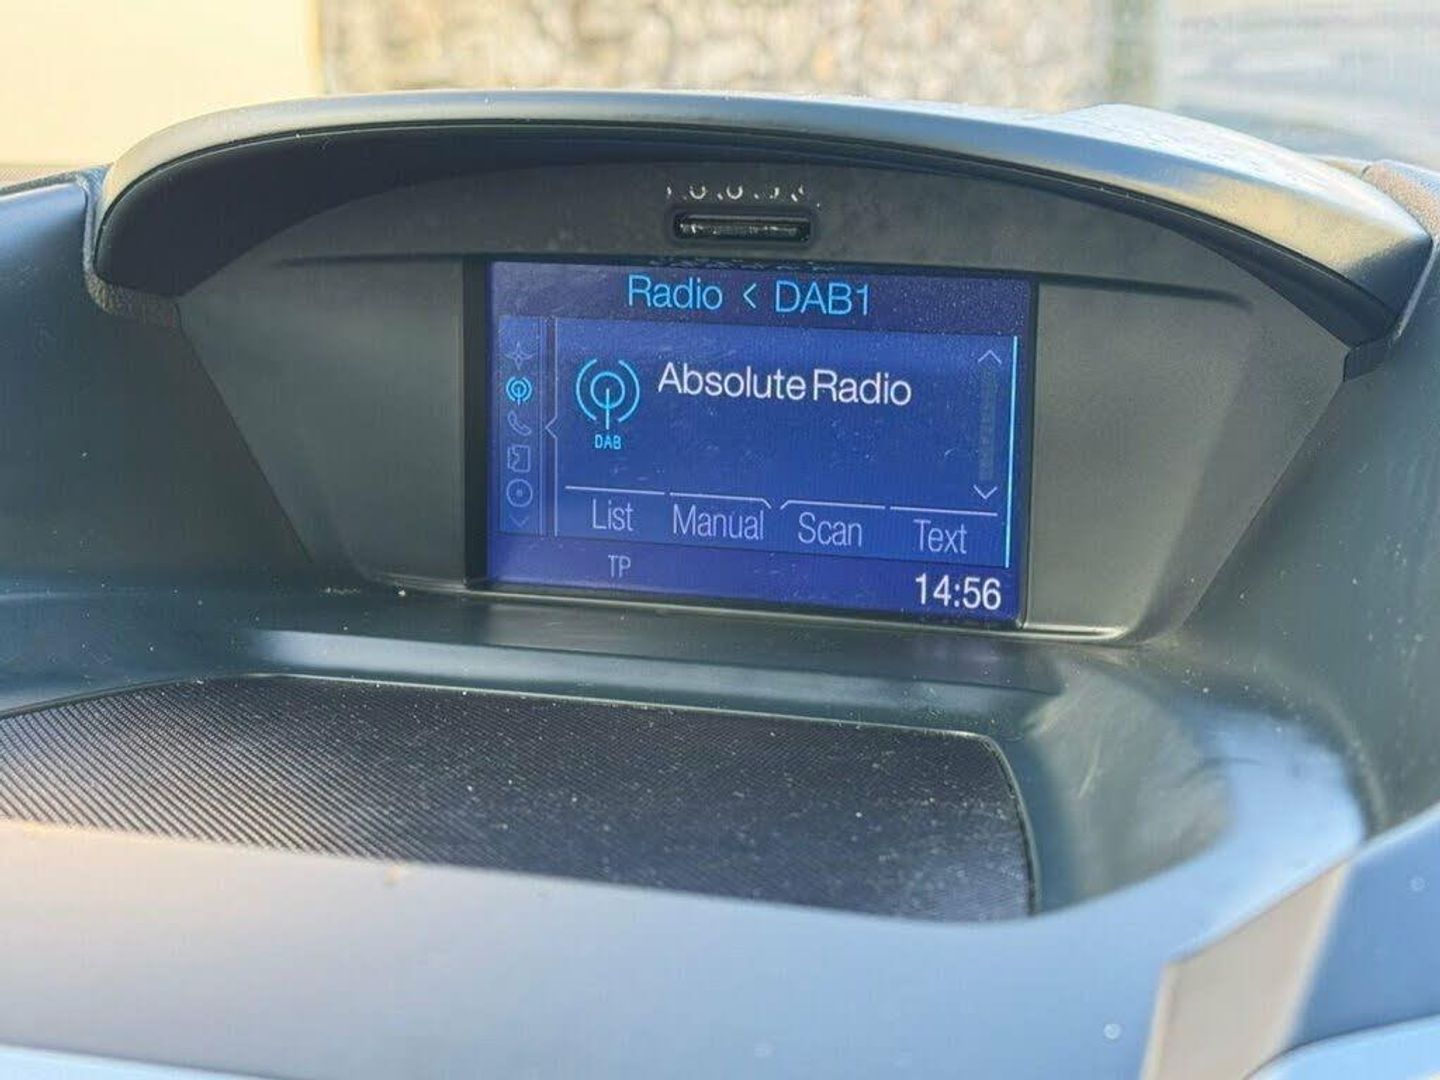 Radio < DAB1
Absolute Radio
DAB
List Manual Scan Text
TP
14:56